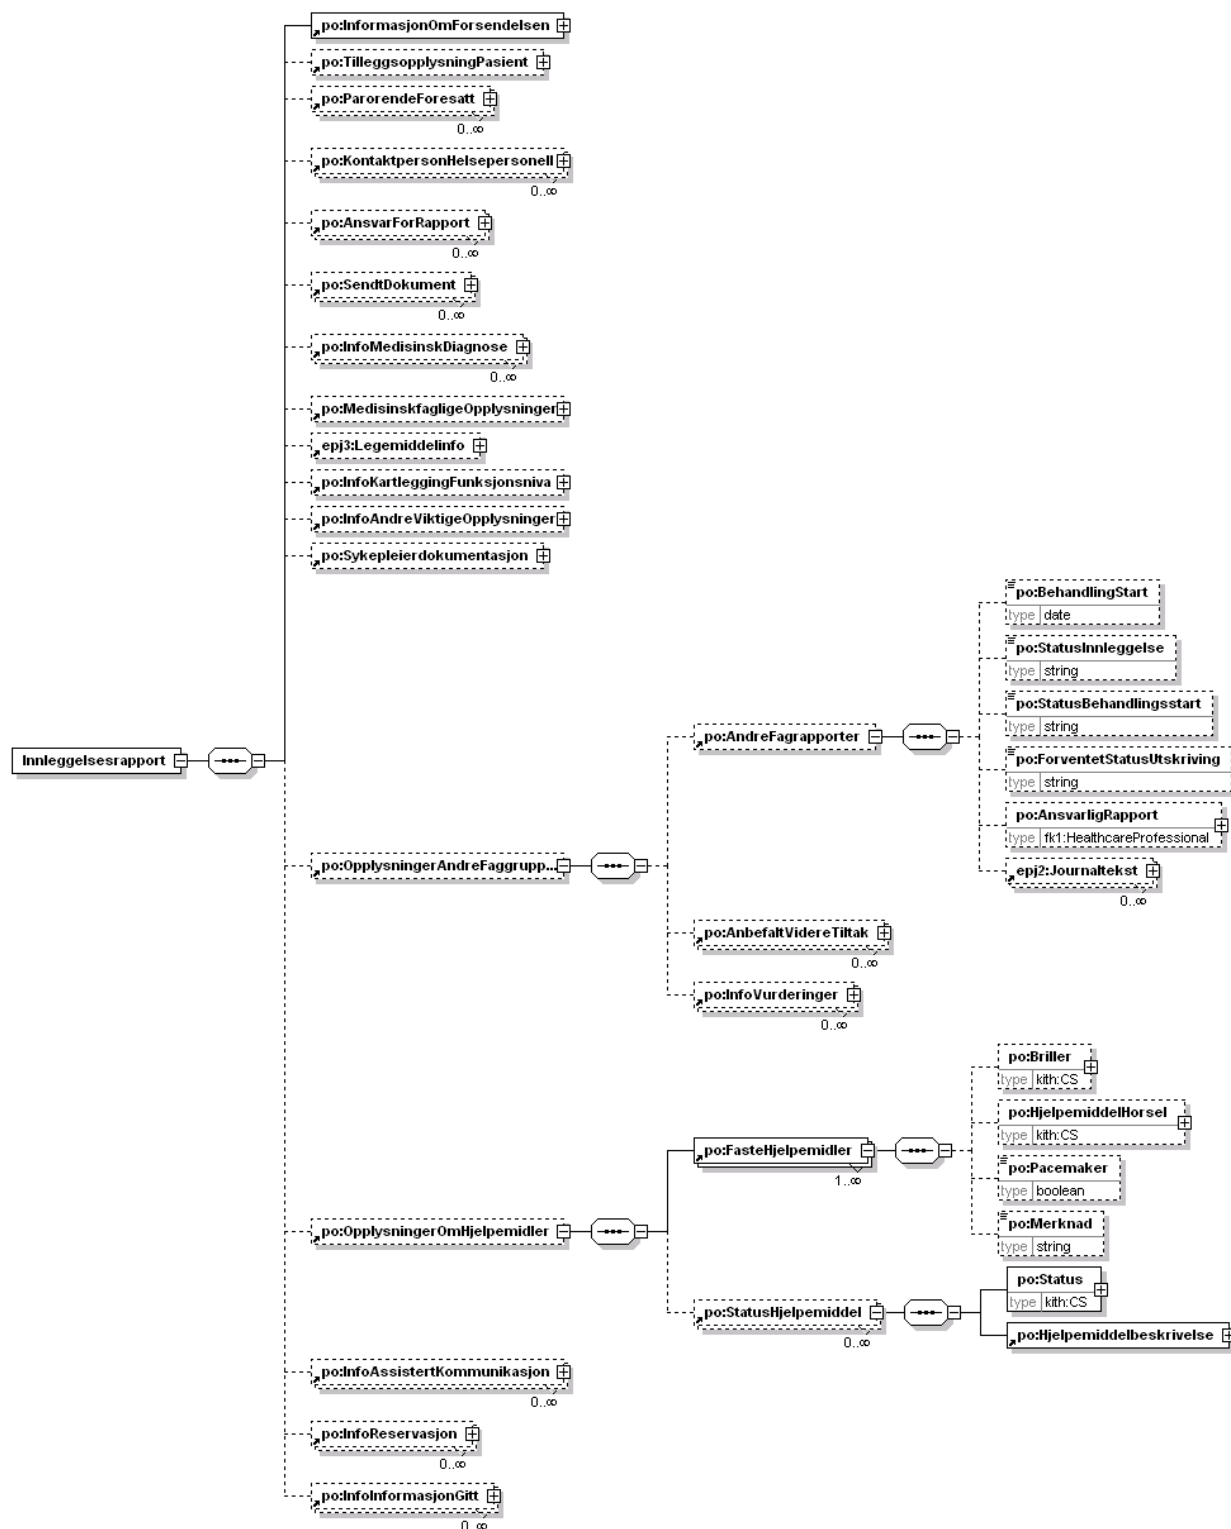 po:InformasjonOmForsendelsen
po:TilleggsopplysningPasient
po:ParorendeForesatt
0..∞
po:KontaktpersonHelsepersonell
0..∞
po:AnsvarForRapport
0..∞
po:SendtDokument
0..∞
po:InfoMedisinskDiagnose
0..∞
po:MedisinskfagligeOpplysninger
epj3:Legemiddelinfo
po:InfoKartleggingFunksjonsniva
po:InfoAndreViktigeOpplysninger
po:Sykepleierdokumentasjon
Innleggelsesrapport
po:OpplysningerAndreFaggrupp...
po:AndreFagrapporter
po:BehandlingStart
type date
po:StatusInnleggelse
type string
po:StatusBehandlingsstart
type string
po:ForventetStatusUtskriving
type string
po:AnsvarligRapport
type fk1:HealthcareProfessional
epj2:Journaltekst
0..∞
po:AnbefaltVidereTiltak
0..∞
po:InfoVurderinger
0..∞
po:OpplysningerOmHjelpemidler
po:FasteHjelpemidler
1..∞
po:Briller
type kith:CS
po:HjelpemiddelHorsel
type kith:CS
po:Pacemaker
type boolean
po:Merknad
type string
po:StatusHjelpemiddel
0..∞
po:Status
type kith:CS
po:Hjelpemiddelbeskrivelse
po:InfoAssistertKommunikasjon
0..∞
po:InfoReservasjon
0..∞
po:InfoInformasjonGitt
0..∞